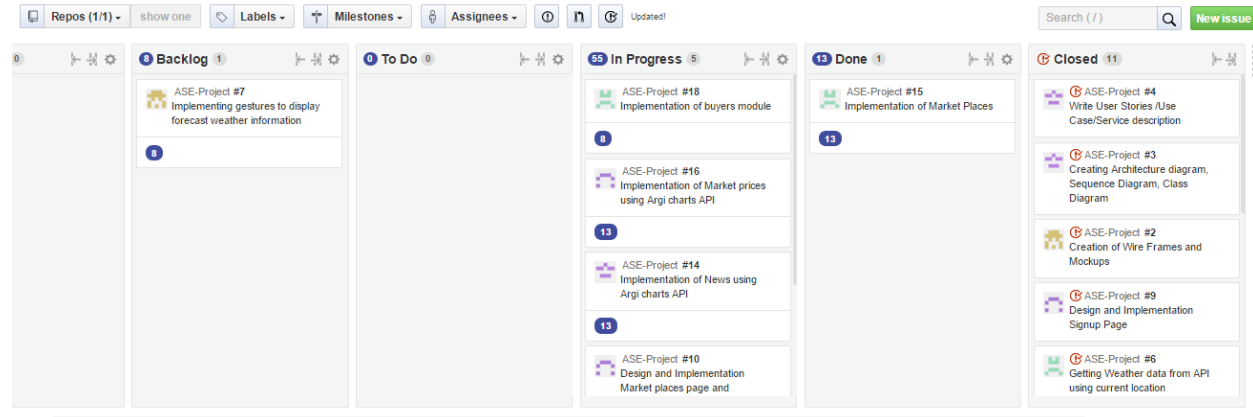 Repos (1/1) show one Labels Milestones Assignees Updated! Search ( / ) New issue
0
8 Backlog 1
ASE-Project #7
Implementing gestures to display
forecast weather information
8
0 To Do 0
55 In Progress 5
ASE-Project #18
Implementation of buyers module
8
ASE-Project #16
Implementation of Market prices
using Argi charts API
13
ASE-Project #14
Implementation of News using
Argi charts API
13
ASE-Project #10
Design and Implementation
Market places page and
13 Done 1
ASE-Project #15
Implementation of Market Places
13
Closed 11
ASE-Project #4
Write User Stories /Use
Case/Service description
ASE-Project #3
Creating Architecture diagram,
Sequence Diagram, Class
Diagram
ASE-Project #2
Creation of Wire Frames and
Mockups
ASE-Project #9
Design and Implementation
Signup Page
ASE-Project #6
Getting Weather data from API
using current location